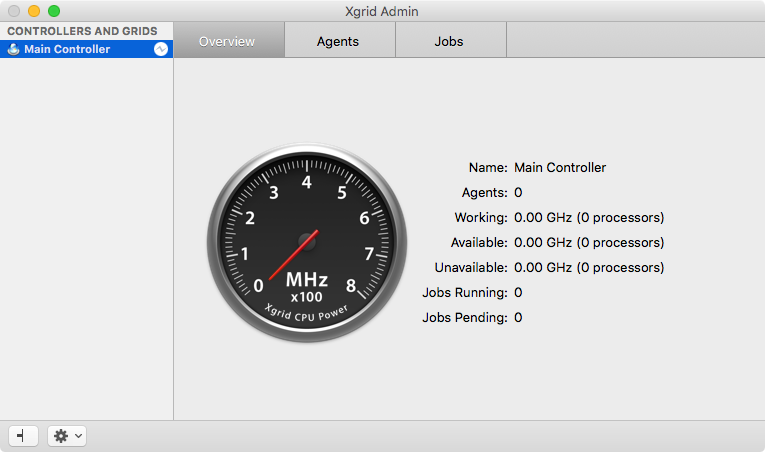 Xgrid Admin
CONTROLLERS AND GRIDS
Main Controller
Overview
Agents
Jobs
0
1
2
3
4
5
6
7
8
MHz
x100
Xgrid CPU Power
Name: Main Controller
Agents: 0
Working: 0.00 GHz (0 processors)
Available: 0.00 GHz (0 processors)
Unavailable: 0.00 GHz (0 processors)
Jobs Running: 0
Jobs Pending: 0